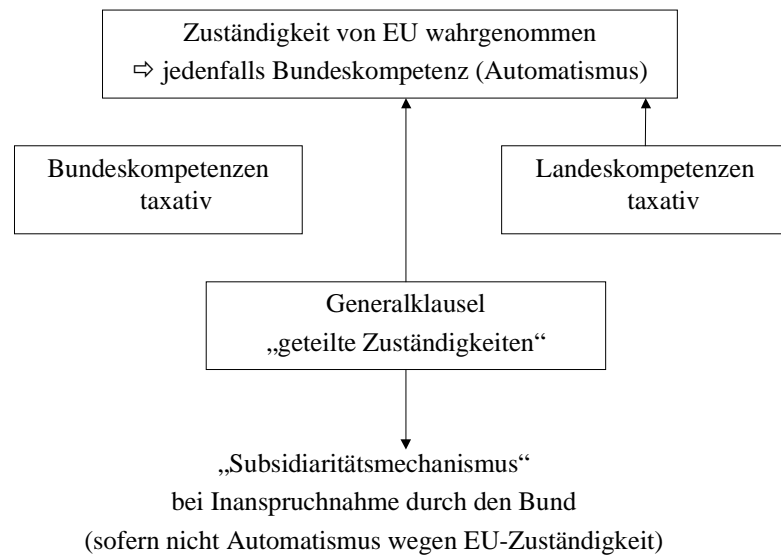 Zuständigkeit von EU wahrgenommen
⇨ jedenfalls Bundeskompetenz (Automatismus)
Bundeskompetenzen
taxativ
Landeskompetenzen
taxativ
Generalklausel
„geteilte Zuständigkeiten“
„Subsidiaritätsmechanismus“
bei Inanspruchnahme durch den Bund
(sofern nicht Automatismus wegen EU-Zuständigkeit)